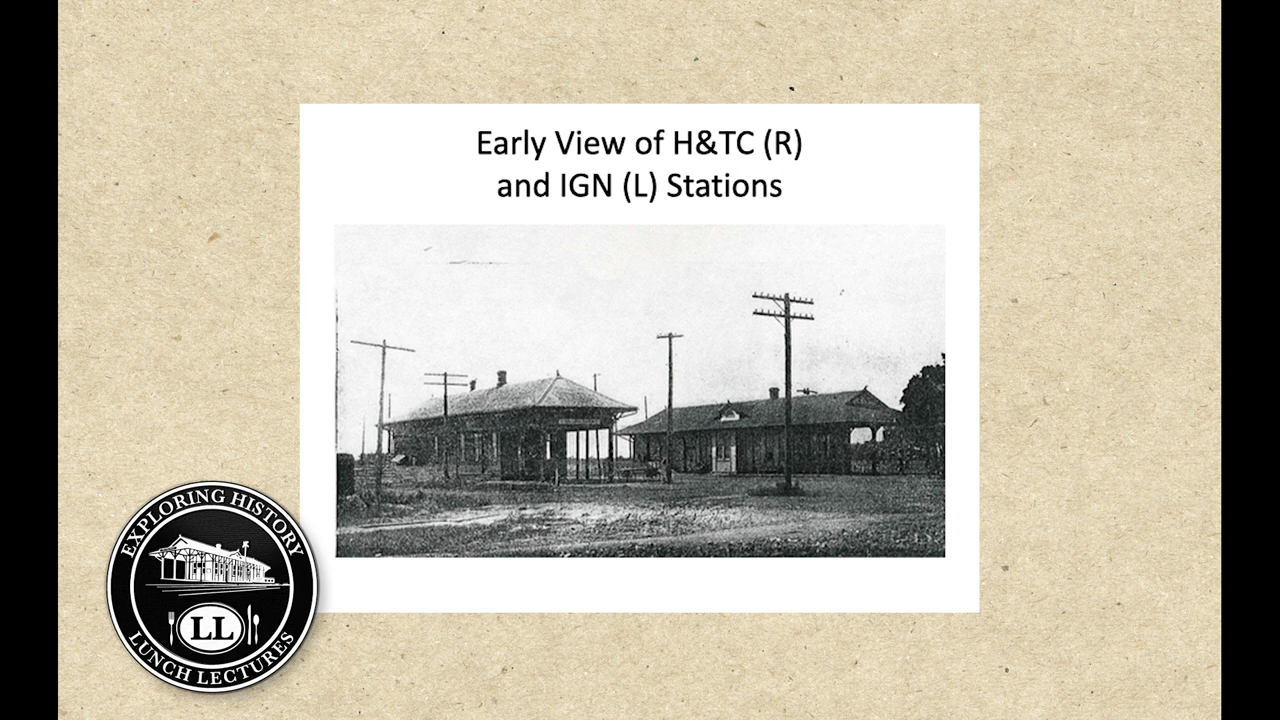 Early View of H&TC (R)
and IGN (L) Stations
EXPLORING HISTORY
LL
LUNCH LECTURES